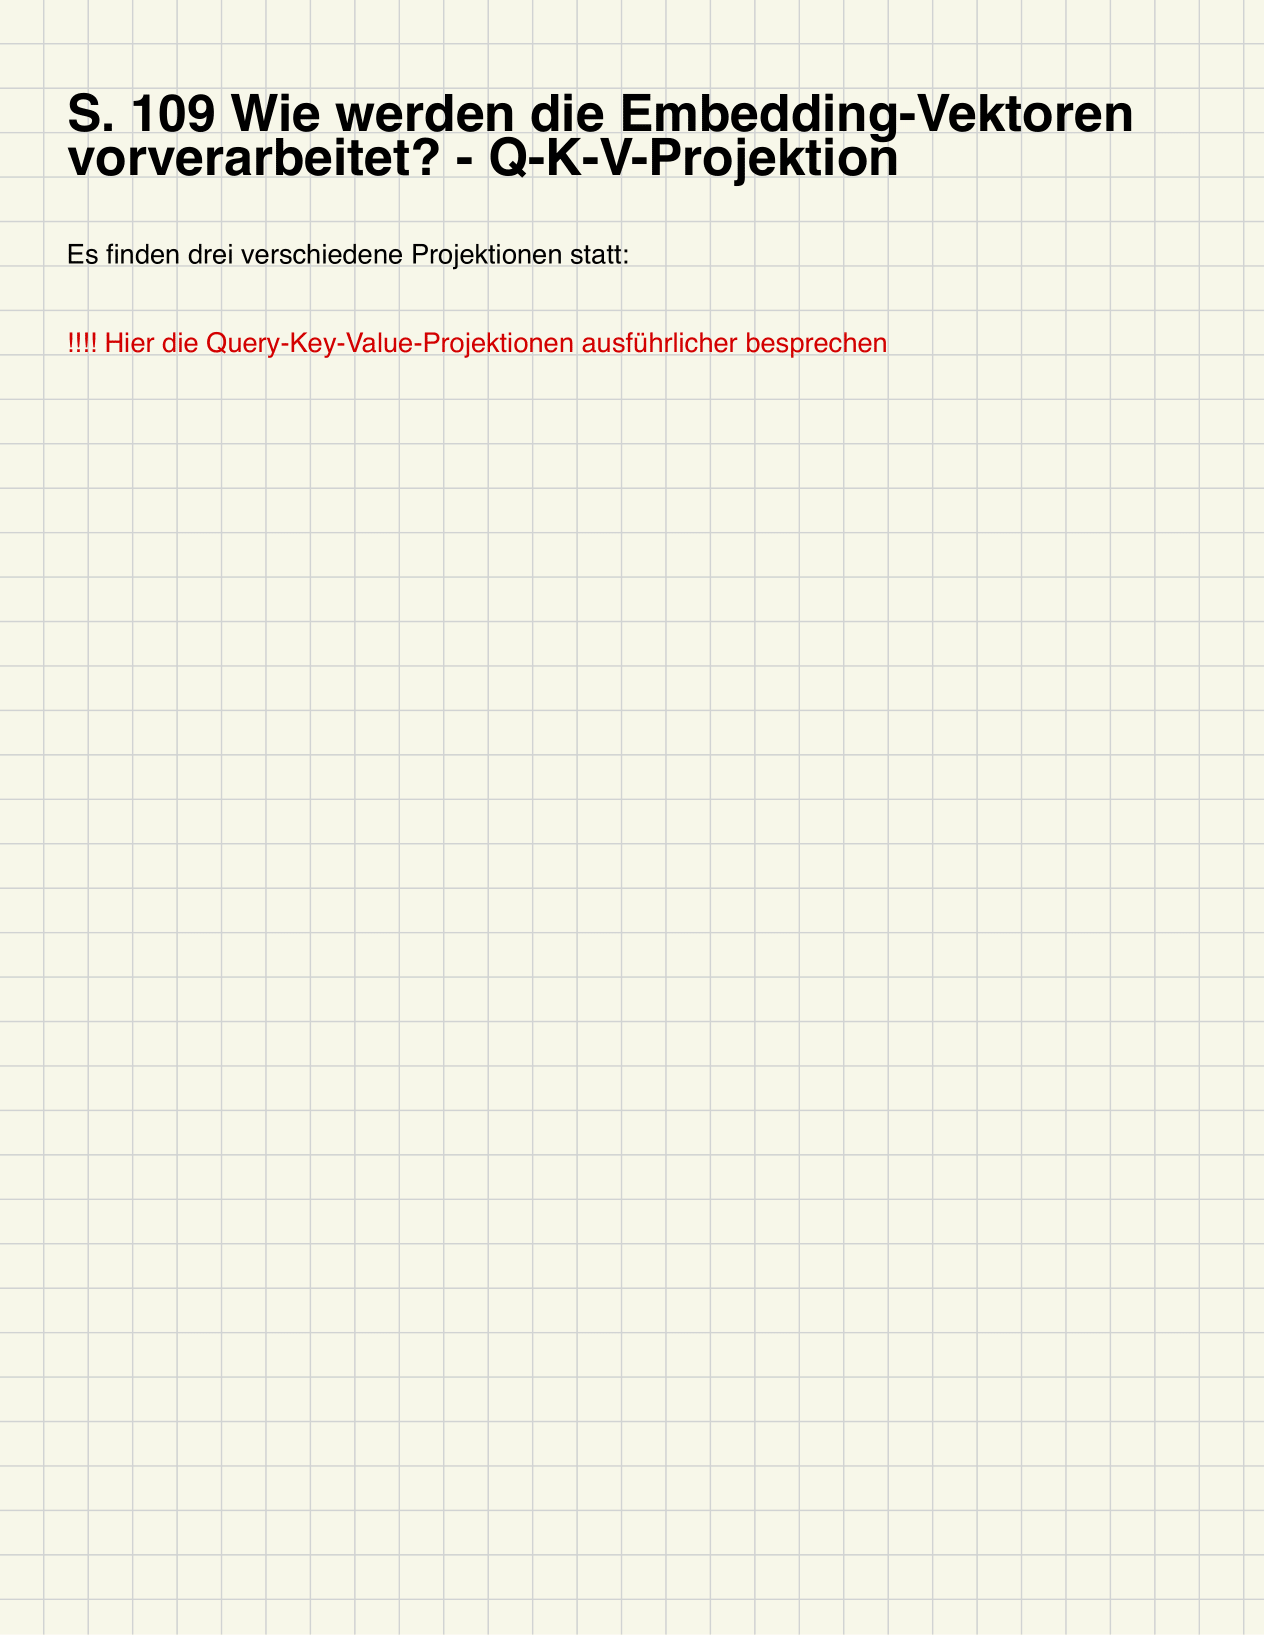 S. 109 Wie werden die Embedding-Vektoren
vorverarbeitet? - Q-K-V-Projektion
Es finden drei verschiedene Projektionen statt:
!!!! Hier die Query-Key-Value-Projektionen ausführlicher besprechen